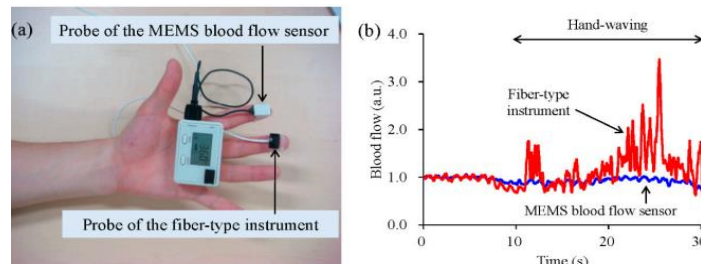 (a)
Probe of the MEMS blood flow sensor
Probe of the fiber-type instrument
(b)
Hand-waving
4.0
3.0
2.0
1.0
0.0
Blood flow (a.u.)
Fiber-type
instrument
MEMS blood flow sensor
0
10
20
30
Time (s)